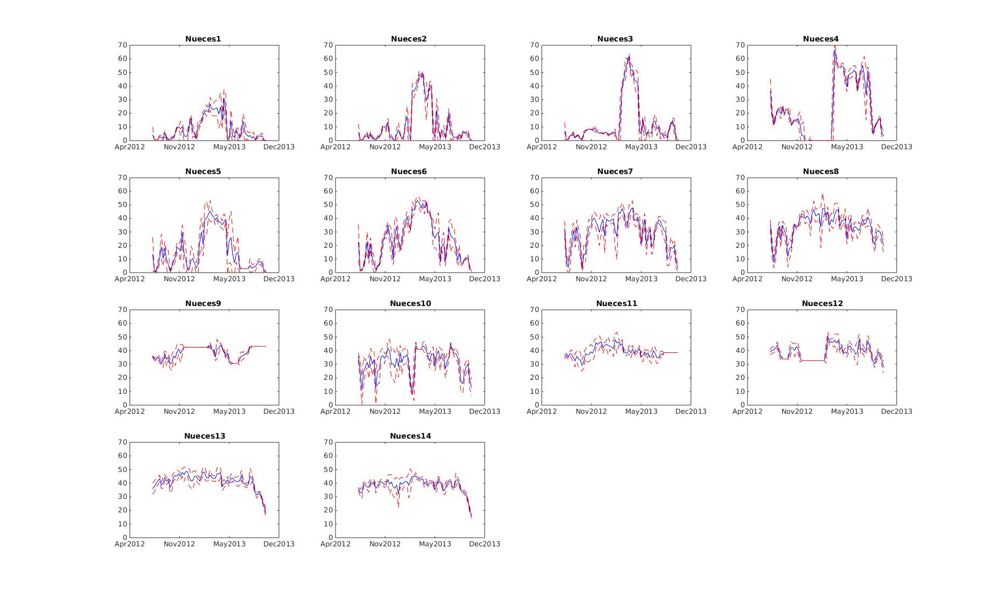 Nueces1 Nueces2 Nueces3 Nueces4
70 70 70 70
60 60 60 60
50 50 50 50
40 40 40 40
30 30 30 30
20 20 20 20
10 10 10 10
0 0 0 0
Apr2012 Nov2012 May2013 Dec2013 Apr2012 Nov2012 May2013 Dec2013 Apr2012 Nov2012 May2013 Dec2013 Apr2012 Nov2012 May2013 Dec2013
Nueces5 Nueces6 Nueces7 Nueces8
70 70 70 70
60 60 60 60
50 50 50 50
40 40 40 40
30 30 30 30
20 20 20 20
10 10 10 10
0 0 0 0
Apr2012 Nov2012 May2013 Dec2013 Apr2012 Nov2012 May2013 Dec2013 Apr2012 Nov2012 May2013 Dec2013 Apr2012 Nov2012 May2013 Dec2013
Nueces9 Nueces10 Nueces11 Nueces12
70 70 70 70
60 60 60 60
50 50 50 50
40 40 40 40
30 30 30 30
20 20 20 20
10 10 10 10
0 0 0 0
Apr2012 Nov2012 May2013 Dec2013 Apr2012 Nov2012 May2013 Dec2013 Apr2012 Nov2012 May2013 Dec2013 Apr2012 Nov2012 May2013 Dec2013
Nueces13 Nueces14
70 70
60 60
50 50
40 40
30 30
20 20
10 10
0 0
Apr2012 Nov2012 May2013 Dec2013 Apr2012 Nov2012 May2013 Dec2013